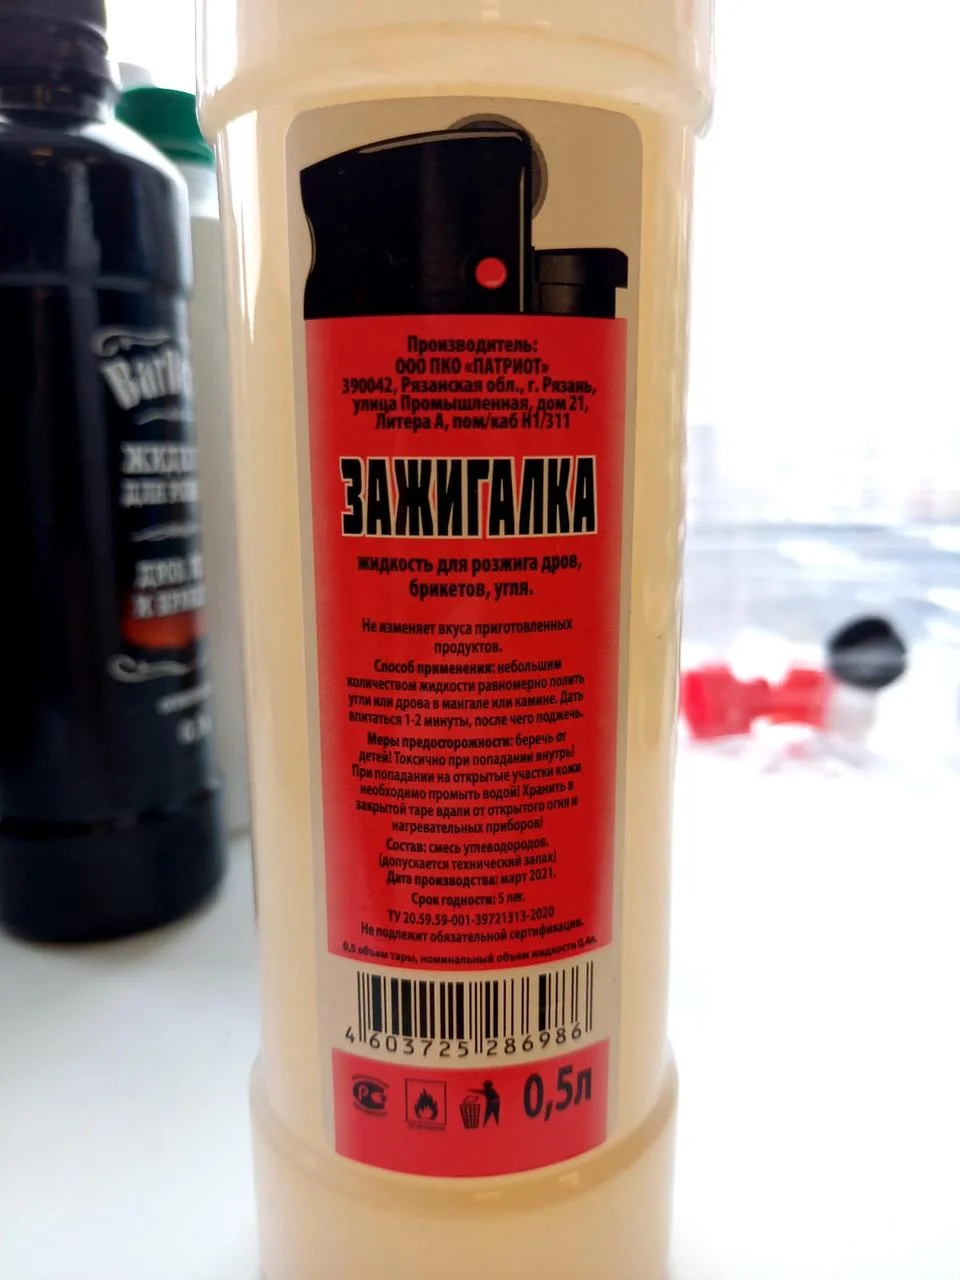 Производитель:
ООО ПКО «ПАТРИОТ»
390042, Рязанская обл., г. Рязань,
улица Промышленная, дом 21,
Литера А, пом/каб Н1/311
ЗАЖИГАЛКА
жидкость для розжига дров,
брикетов, угля.
Не изменяет вкуса приготовленных
продуктов.
Способ применения: небольшим
количеством жидкости равномерно полить
угли или дрова в мангале или камине. Дать
впитаться 1-2 минуты, после чего поджечь.
Меры предосторожности: беречь от
детей! Токсично при попадании внутрь!
При попадании на открытые участки кожи
необходимо промыть водой! Хранить в
закрытой таре вдали от открытого огня и
нагревательных приборов!
Состав: смесь углеводородов.
(допускается технический запах)
Дата производства: март 2021.
Срок годности: 5 лет.
ТУ 20.59.59-001-39721313-2020
Не подлежит обязательной сертификации.
0,5 объем тары, номинальный объем жидкости 0,4л.
4 603725 286986
0,5л